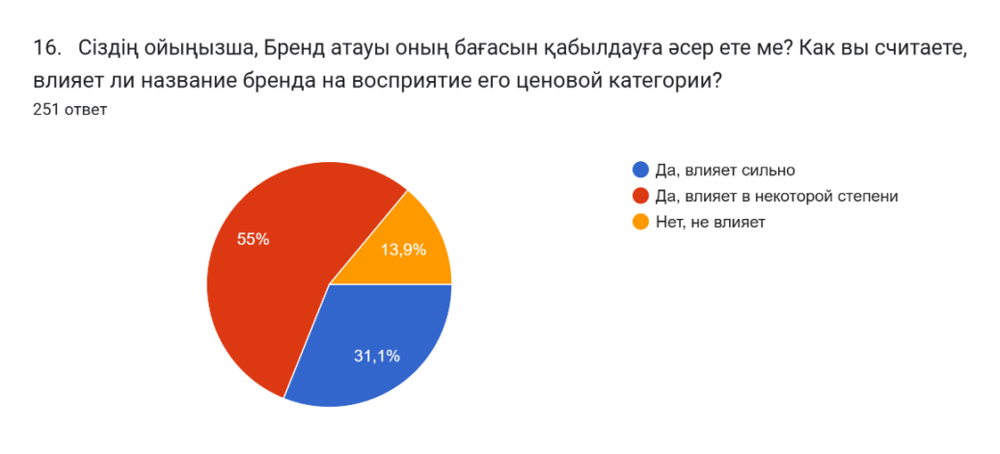 16. Сіздің ойыңызша, Бренд атауы оның бағасын қабылдауға әсер ете ме? Как вы считаете,
влияет ли название бренда на восприятие его ценовой категории?
251 ответ
Да, влияет сильно
Да, влияет в некоторой степени
Нет, не влияет
55%
13,9%
31,1%